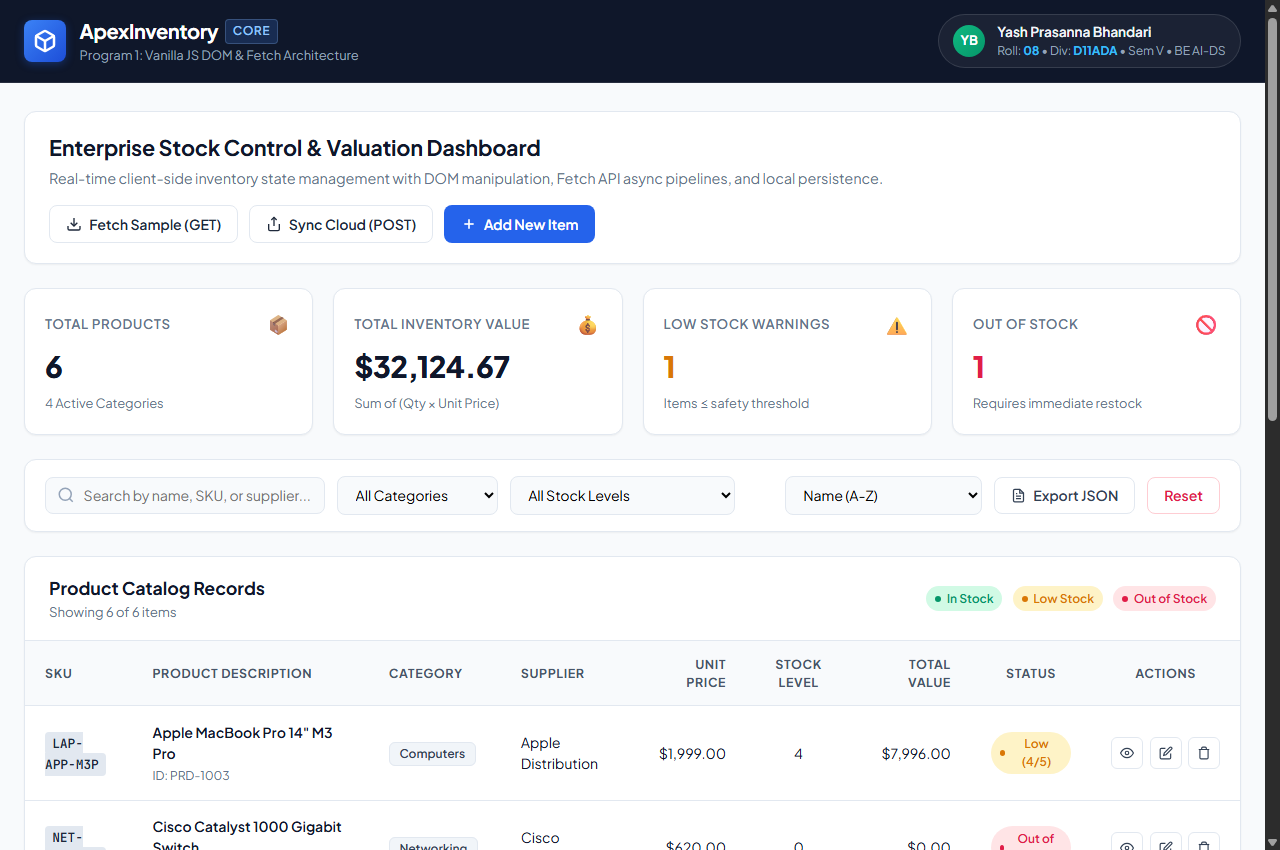 ApexInventory CORE
Program 1: Vanilla JS DOM & Fetch Architecture
YB
Yash Prasanna Bhandari
Roll: 08 • Div: D11ADA • Sem V • BE AI-DS
Enterprise Stock Control & Valuation Dashboard
Real-time client-side inventory state management with DOM manipulation, Fetch API async pipelines, and local persistence.
Fetch Sample (GET)
Sync Cloud (POST)
+ Add New Item
TOTAL PRODUCTS
6
4 Active Categories
TOTAL INVENTORY VALUE
$32,124.67
Sum of (Qty × Unit Price)
LOW STOCK WARNINGS
1
Items ≤ safety threshold
OUT OF STOCK
1
Requires immediate restock
Search by name, SKU, or supplier...
All Categories
All Stock Levels
Name (A-Z)
Export JSON
Reset
Product Catalog Records
Showing 6 of 6 items
In Stock
Low Stock
Out of Stock
SKU
PRODUCT DESCRIPTION
CATEGORY
SUPPLIER
UNIT
PRICE
STOCK
LEVEL
TOTAL
VALUE
STATUS
ACTIONS
LAP-
APP-M3P
Apple MacBook Pro 14" M3
Pro
ID: PRD-1003
Computers
Apple
Distribution
$1,999.00
4
$7,996.00
Low
(4/5)
NET-
Cisco Catalyst 1000 Gigabit
Switch
Networking
Cisco
$620.00
0
$0.00
Out of